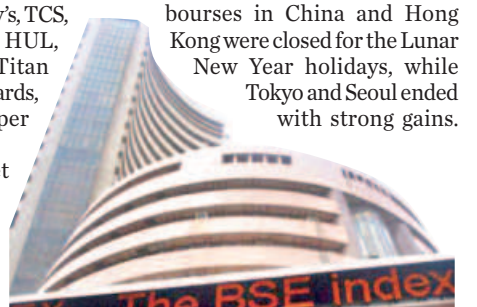 y's, TCS,
HUL,
Titan
ards,
per
et
bourses in China and Hong
Kong were closed for the Lunar
New Year holidays, while
Tokyo and Seoul ended
with strong gains.
The BSE index